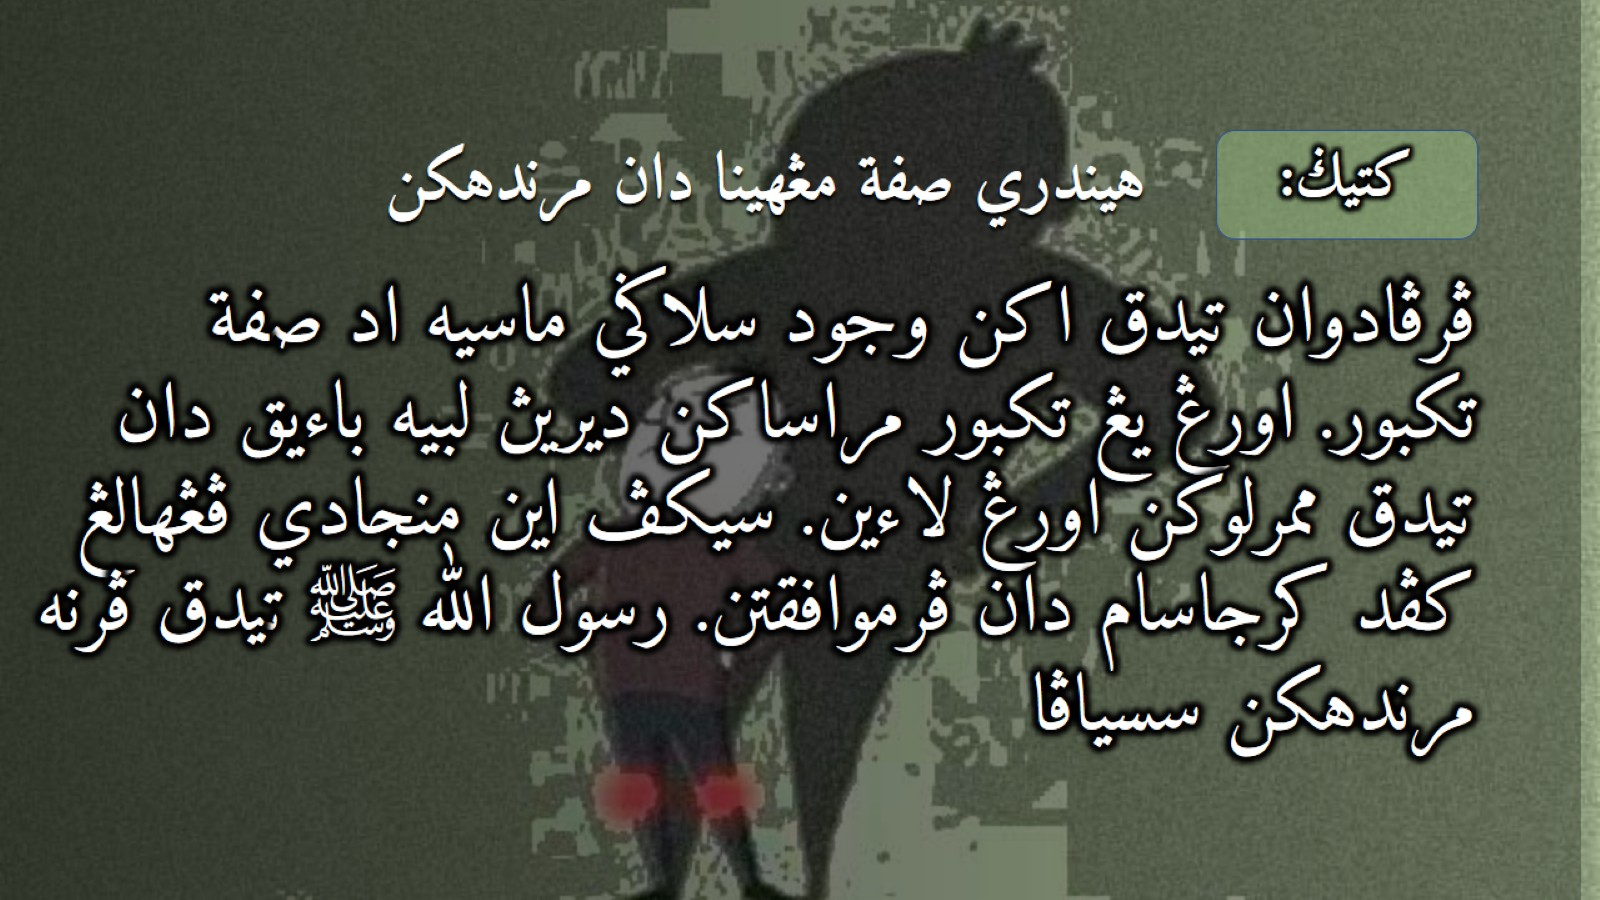 كتيݢ:
هيندري صفة مڠهينا دان مرندهكن
ڤرڤادوان تيدق اكن وجود سلاݢي ماسيه اد صفة
تكبور. اورڠ يڠ تكبور مراساكن ديريڽ لبيه باءيق دان
تيدق ممرلوكن اورڠ لاءين. سيكڤ اين منجادي ڤڠهالڠ
كڤد كرجاسام دان ڤرموافقتن. رسول الله ﷺ تيدق ڤرنه
مرندهكن سسياڤا